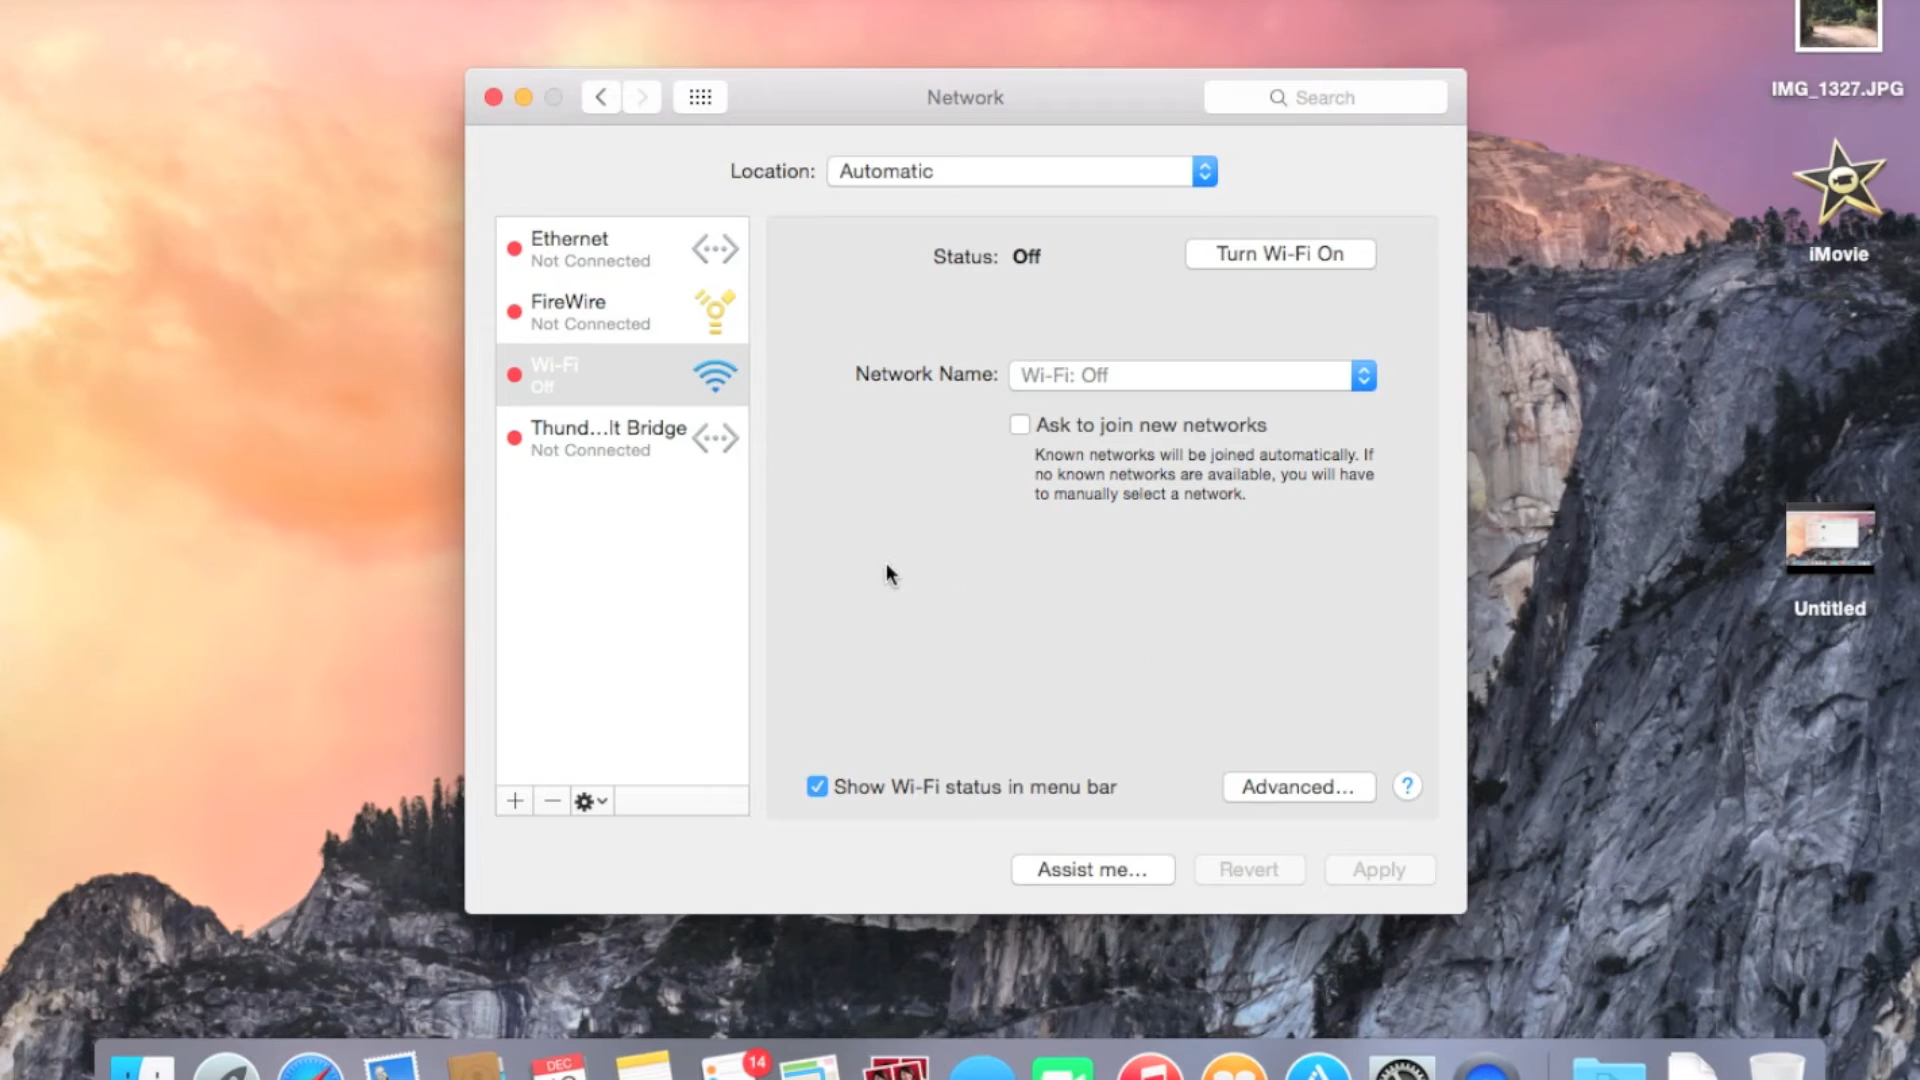 Network
Search
IMG_1327.JPG
Location: Automatic
iMovie
Ethernet
Not Connected
Status: Off
Turn Wi-Fi On
FireWire
Not Connected
Wi-Fi
Off
Network Name: Wi-Fi: Off
Thund...lt Bridge
Not Connected
Ask to join new networks
Known networks will be joined automatically. If
no known networks are available, you will have
to manually select a network.
Untitled
Show Wi-Fi status in menu bar
Advanced...
?
Assist me...
Revert
Apply
DEC
14